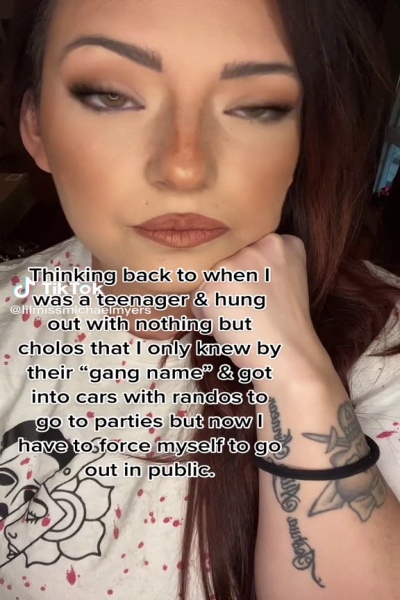 Thinking back to when I
TikTok
was a teenager & hung
@lilmissmichaelmyers
out with nothing but
cholos that I only knew by
their “gang name” & got
into cars with randos to
go to parties but now I
have to force myself to go
out in public.